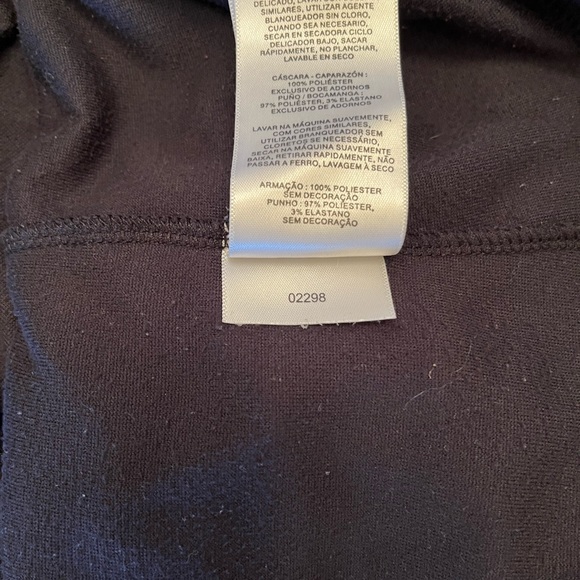 DELICADO, LAVAR
SIMILARES, UTILIZAR AGENTE
BLANQUEADOR SIN CLORO,
CUANDO SEA NECESARIO,
SECAR EN SECADORA CICLO
DELICADOR BAJO, SACAR
RÁPIDAMENTE, NO PLANCHAR,
LAVABLE EN SECO
CÁSCARA - CAPARAZÓN :
100% POLIÉSTER
EXCLUSIVO DE ADORNOS
PUÑO / BOCAMANGA :
97% POLIÉSTER, 3% ELASTANO
EXCLUSIVO DE ADORNOS
LAVAR NA MÁQUINA SUAVEMENTE,
COM CORES SIMILARES,
UTILIZAR BRANQUEADOR SEM
CLORETOS SE NECESSÁRIO,
SECAR NA MÁQUINA SUAVEMENTE
BAIXA, RETIRAR RAPIDAMENTE, NÃO
PASSAR A FERRO, LAVAGEM À SECO
ARMAÇÃO : 100% POLIESTER
SEM DECORAÇÃO
PUNHO : 97% POLIESTER,
3% ELASTANO
SEM DECORAÇÃO
02298